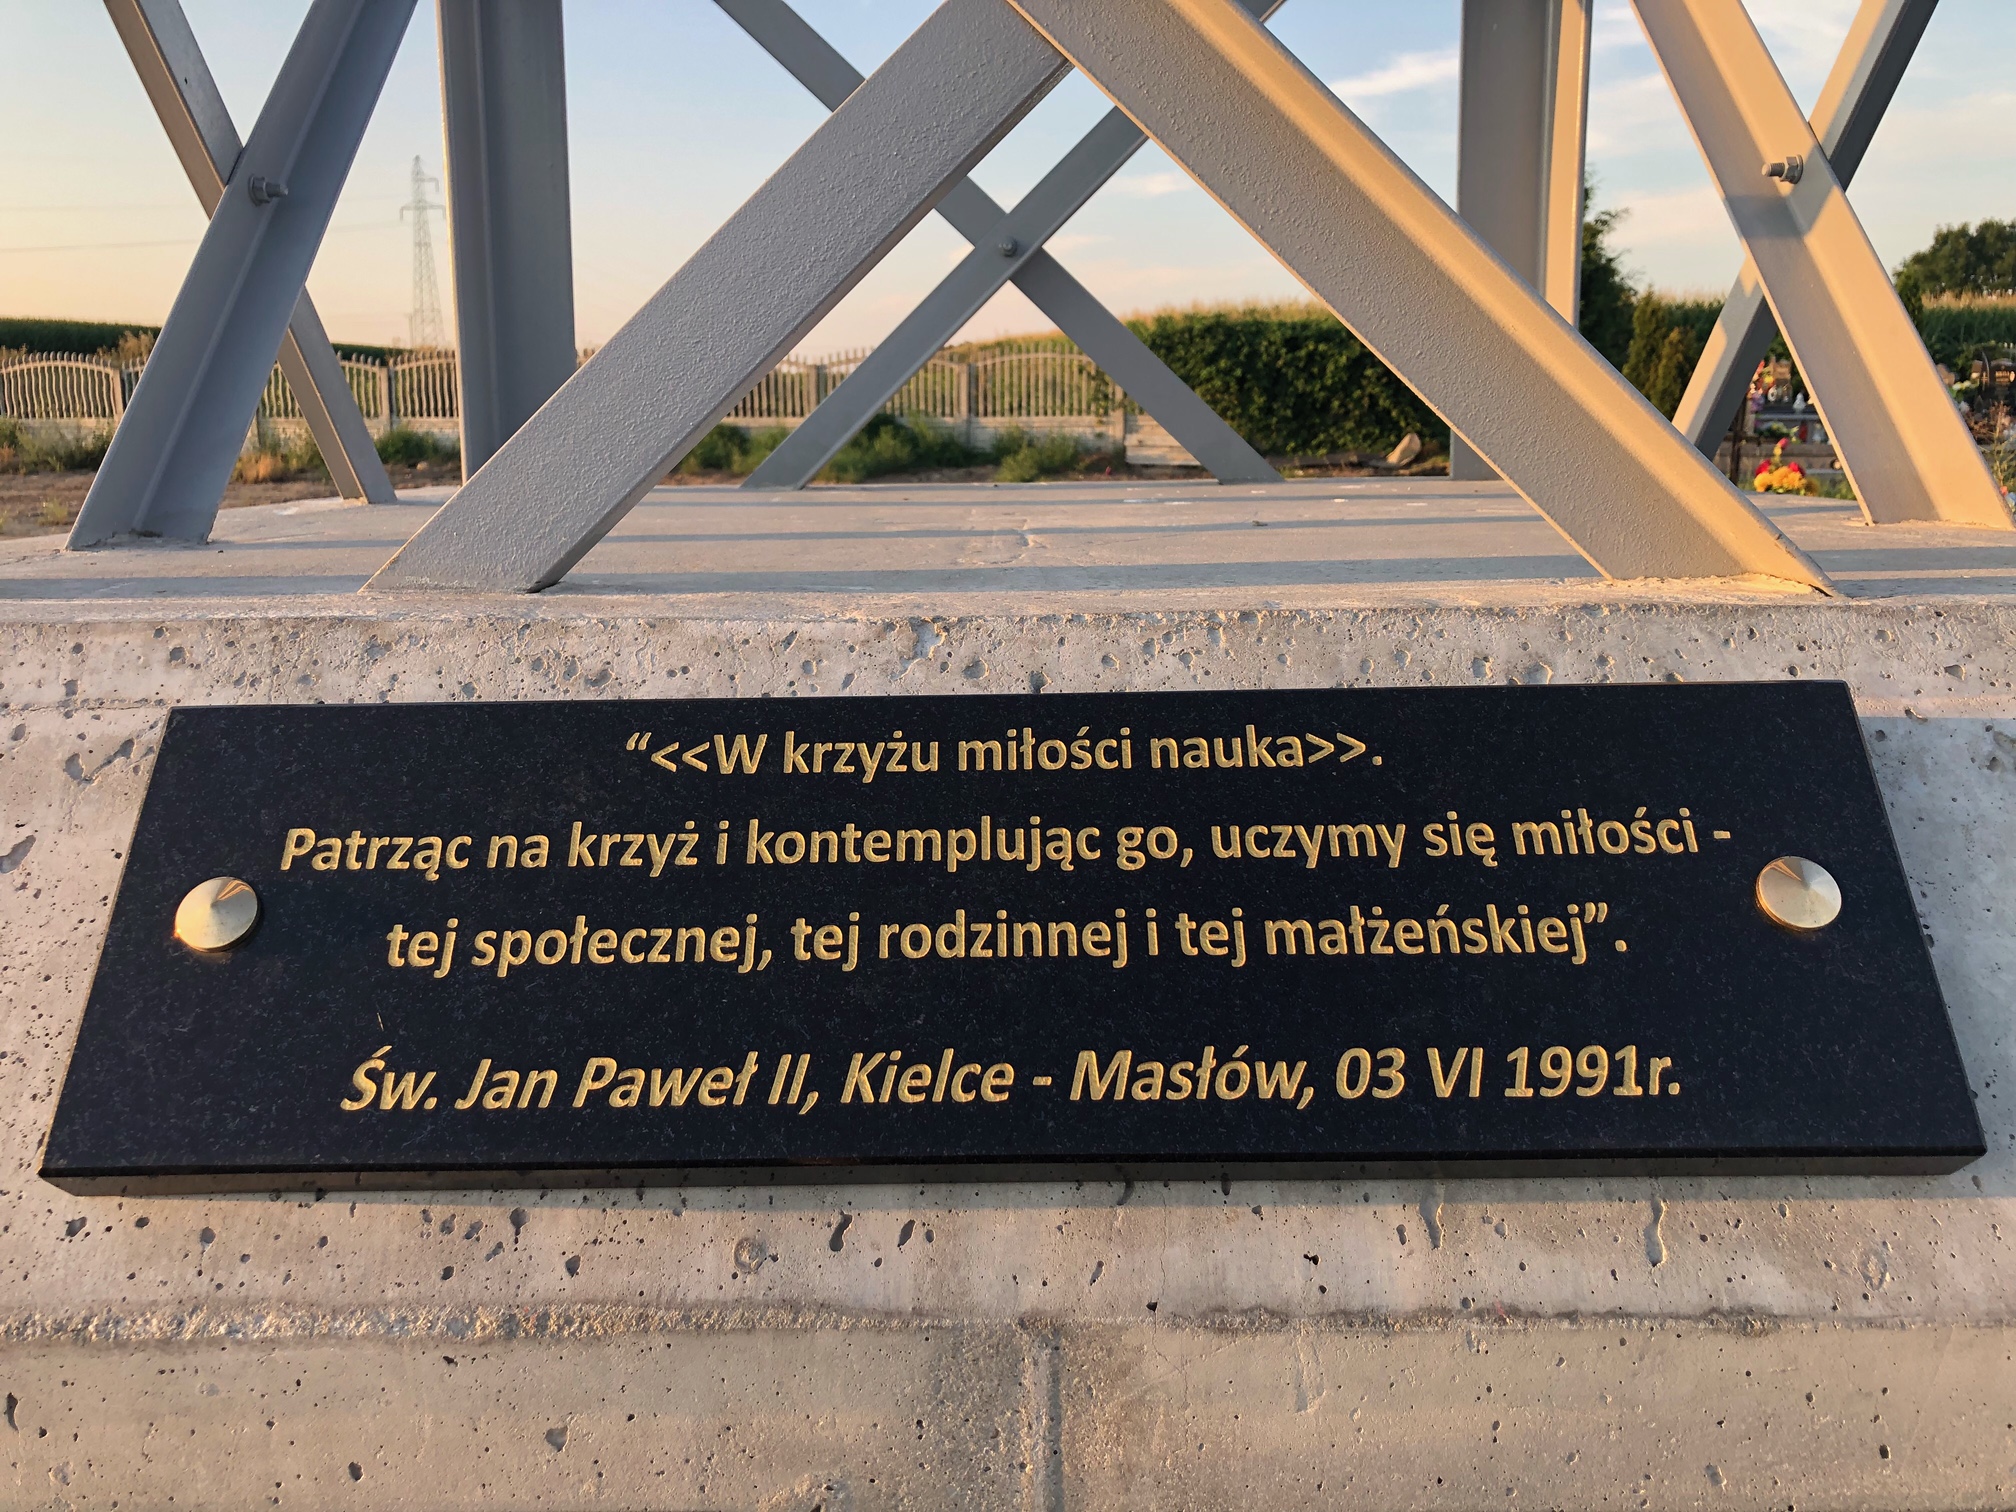 “<<W krzyżu miłości nauka>>.
Patrząc na krzyż i kontemplując go, uczymy się miłości -
tej społecznej, tej rodzinnej i tej małżeńskiej”.
Św. Jan Paweł II, Kielce - Masłów, 03 VI 1991r.